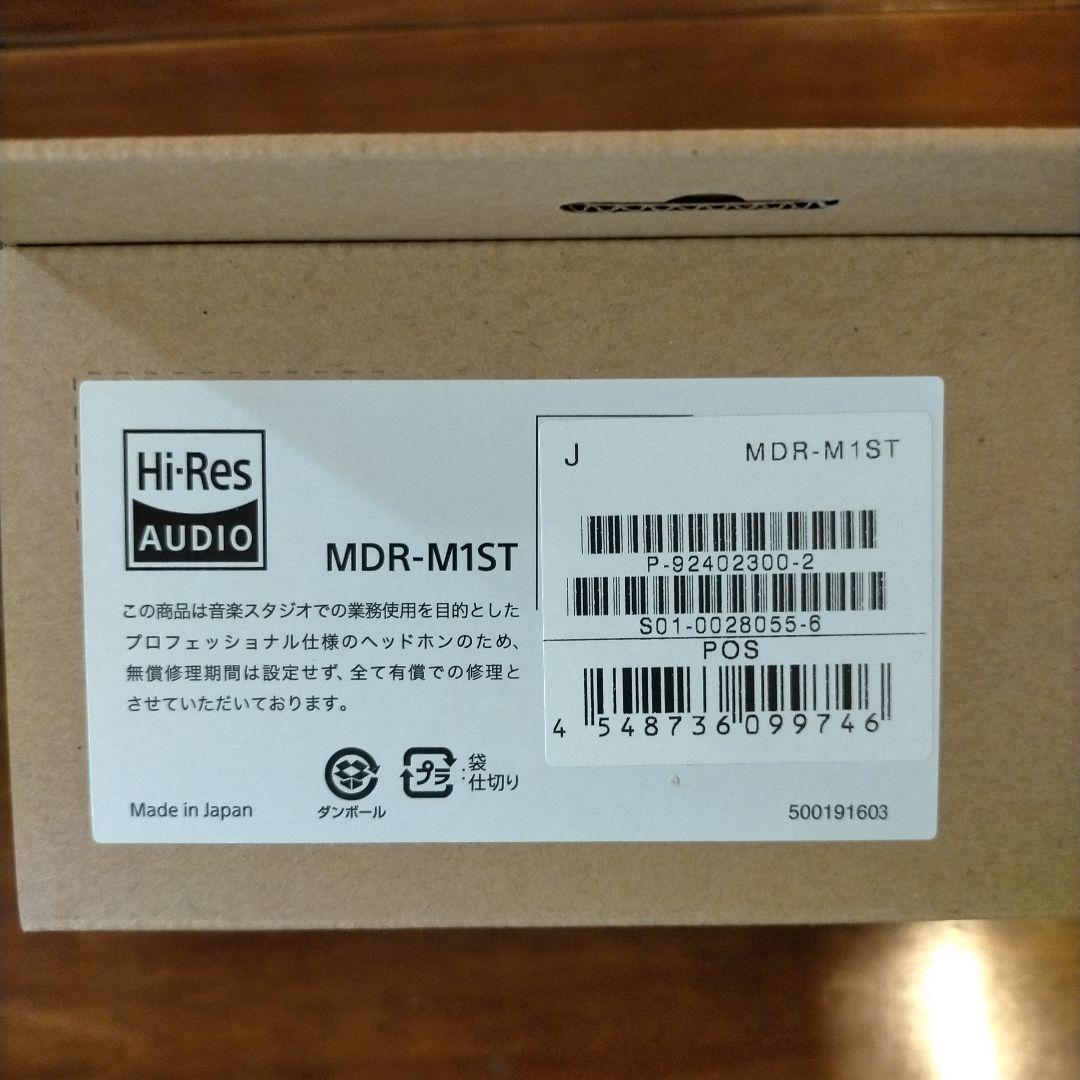 Hi-Res
AUDIO
MDR-M1ST
この商品は音楽スタジオでの業務使用を目的とした
プロフェッショナル仕様のヘッドホンのため、
無償修理期間は設定せず、全て有償での修理と
させていただいております。
ダンボール
プラ
:袋
仕切り
Made in Japan
J MDR-M1ST
P-92402300-2
S01-0028055-6
POS
4 548736 099746
500191603